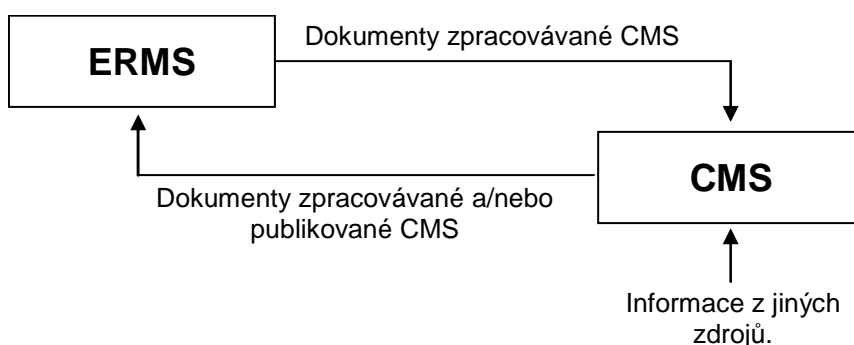 Dokumenty zpracovávané CMS
ERMS
CMS
Dokumenty zpracovávané a/nebo
publikované CMS
Informace z jiných
zdrojů.